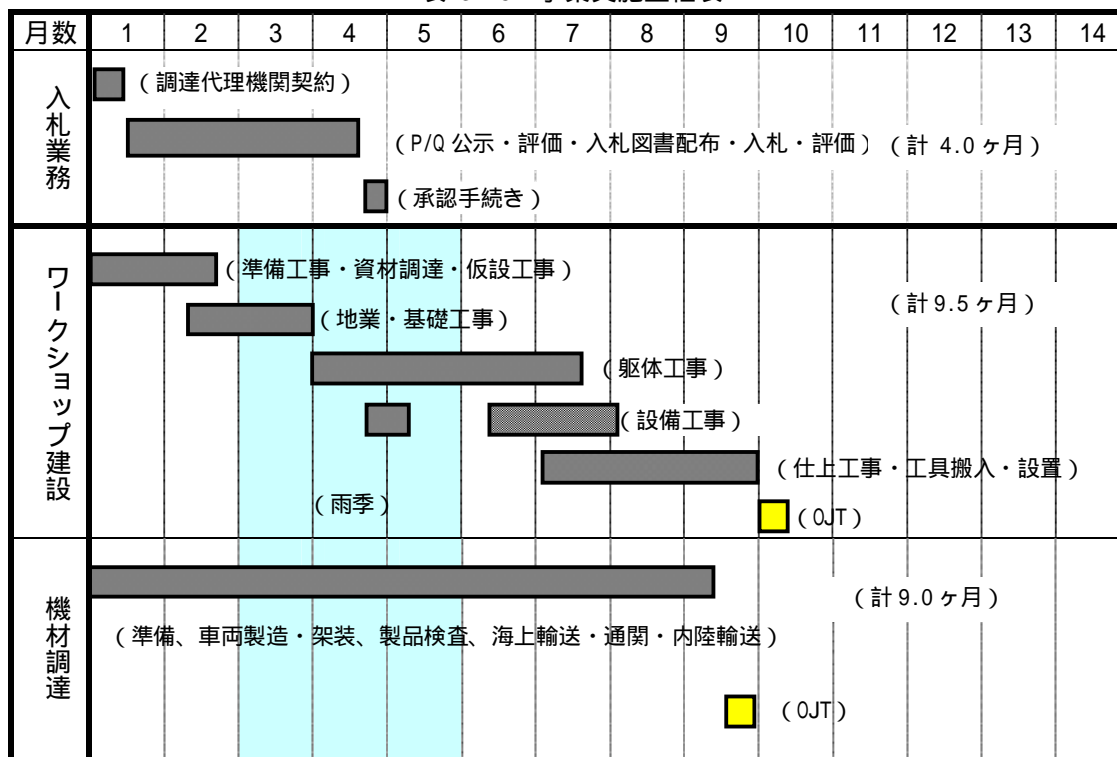 月数 1 2 3 4 5 6 7 8 9 10 11 12 13 14
入札業務
(調達代理機関契約)
(P/Q 公示・評価・入札図書配布・入札・評価) (計 4.0 ヶ月)
(承認手続き)
ワークショップ建設
(準備工事・資材調達・仮設工事)
(計 9.5 ヶ月)
(地業・基礎工事)
(躯体工事)
(設備工事)
(仕上工事・工具搬入・設置)
(雨季)
(OJT)
機材調達
(計 9.0 ヶ月)
(準備、車両製造・架装、製品検査、海上輸送・通関・内陸輸送)
(OJT)